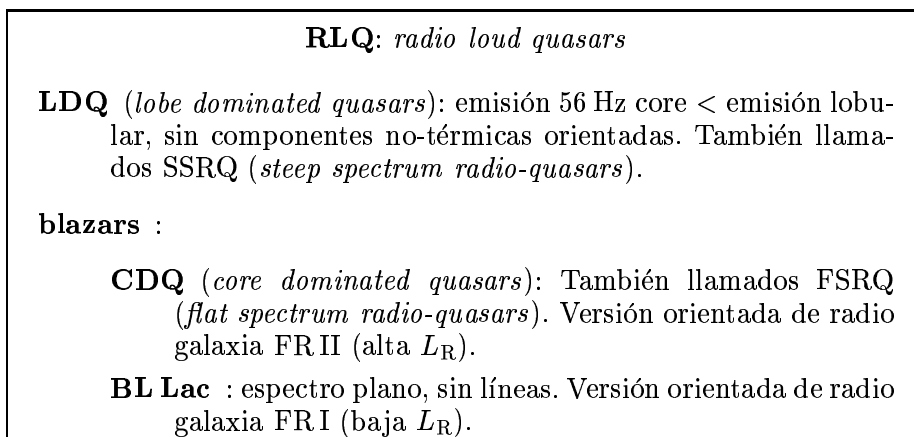 RLQ: radio loud quasars
LDQ (lobe dominated quasars): emisión 56 Hz core < emisión lobu-
lar, sin componentes no-térmicas orientadas. También llama-
dos SSRQ (steep spectrum radio-quasars).
blazars :
CDQ (core dominated quasars): También llamados FSRQ
(flat spectrum radio-quasars). Versión orientada de radio
galaxia FR II (alta L_R).
BL Lac : espectro plano, sin líneas. Versión orientada de radio
galaxia FR I (baja L_R).